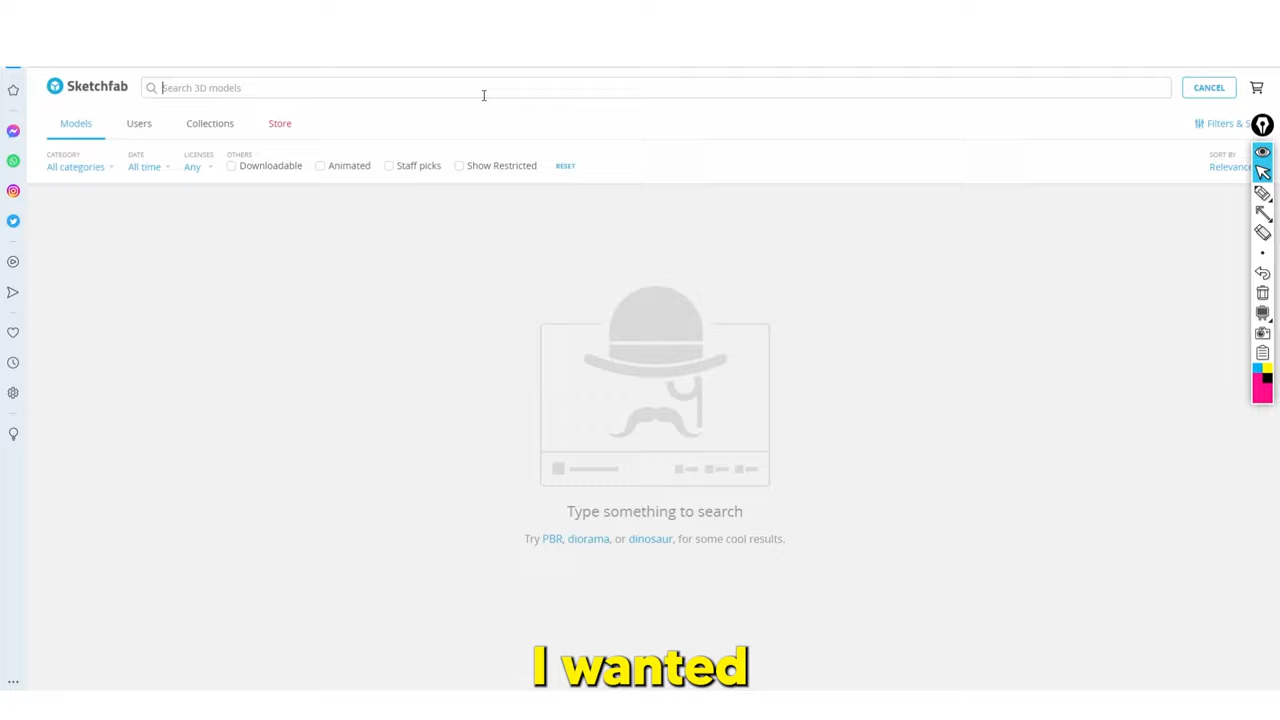 Sketchfab
Search 3D models
CANCEL
Models
Users
Collections
Store
Filters & S
CATEGORY
All categories
DATE
All time
LICENSES
Any
OTHERS
Downloadable
Animated
Staff picks
Show Restricted
RESET
SORT BY
Relevance
Type something to search
Try PBR, diorama, or dinosaur, for some cool results.
I wanted